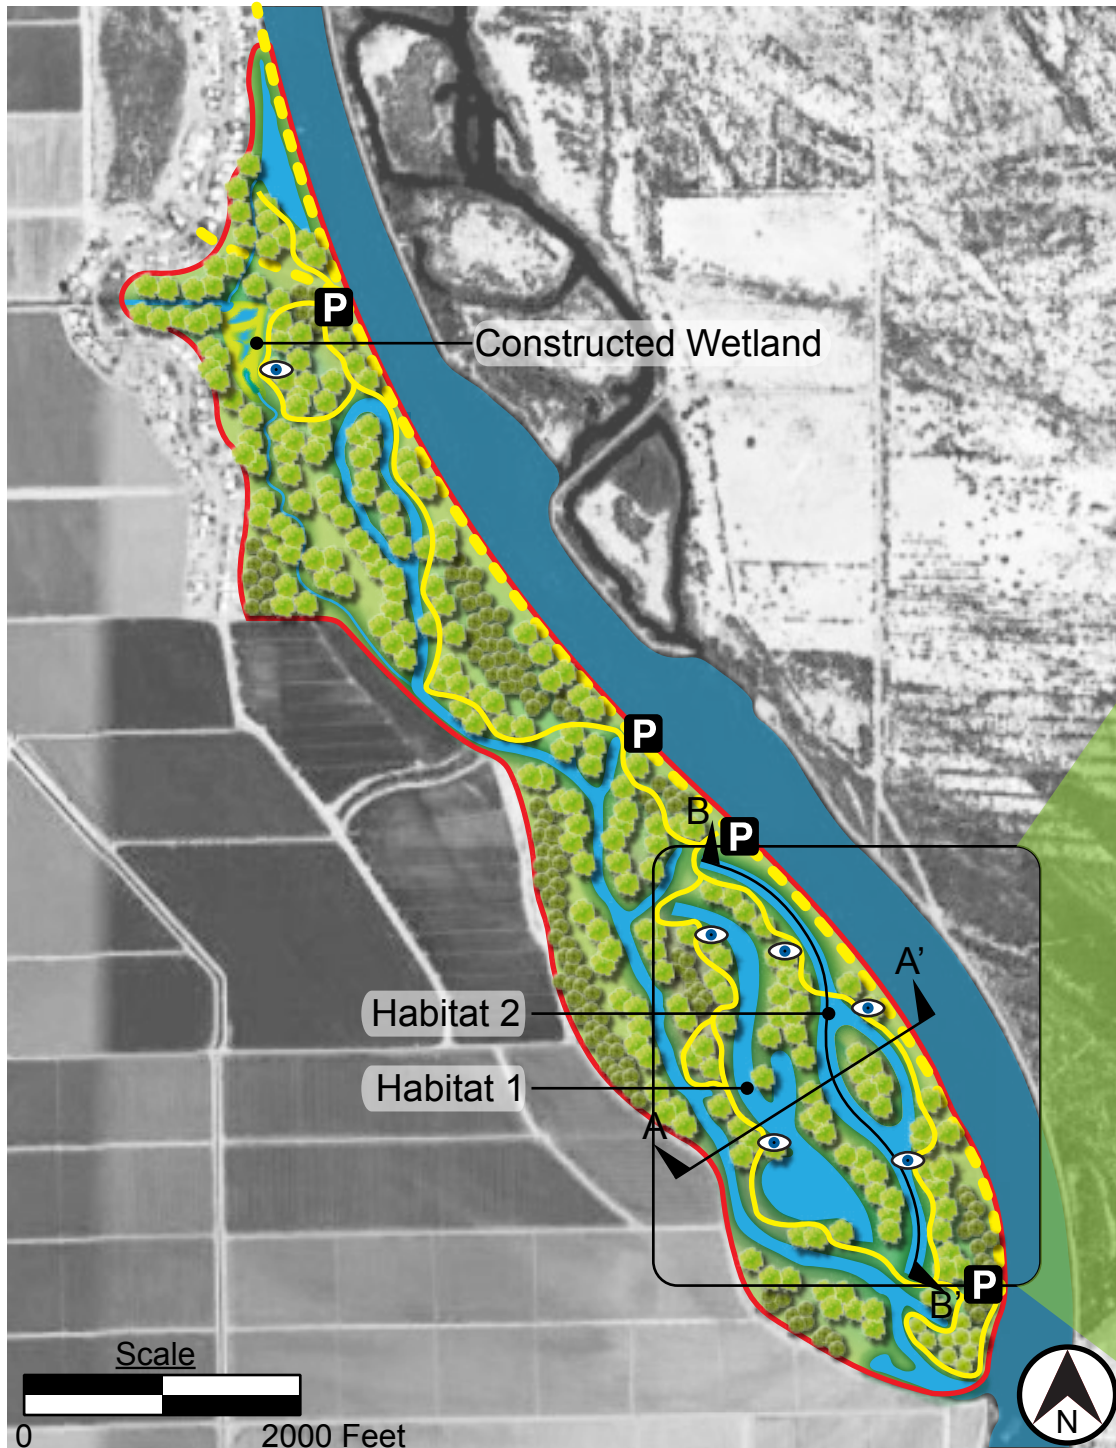 P
Constructed Wetland
P
B
P
A'
Habitat 2
Habitat 1
A
P
B'
Scale
0 2000 Feet
N